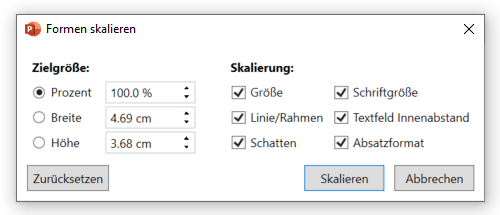 Formen skalieren
Zielgröße: Skalierung:
Prozent 100.0 % Größe Schriftgröße
Breite 4.69 cm Linie/Rahmen Textfeld Innenabstand
Höhe 3.68 cm Schatten Absatzformat
Zurücksetzen Skalieren Abbrechen